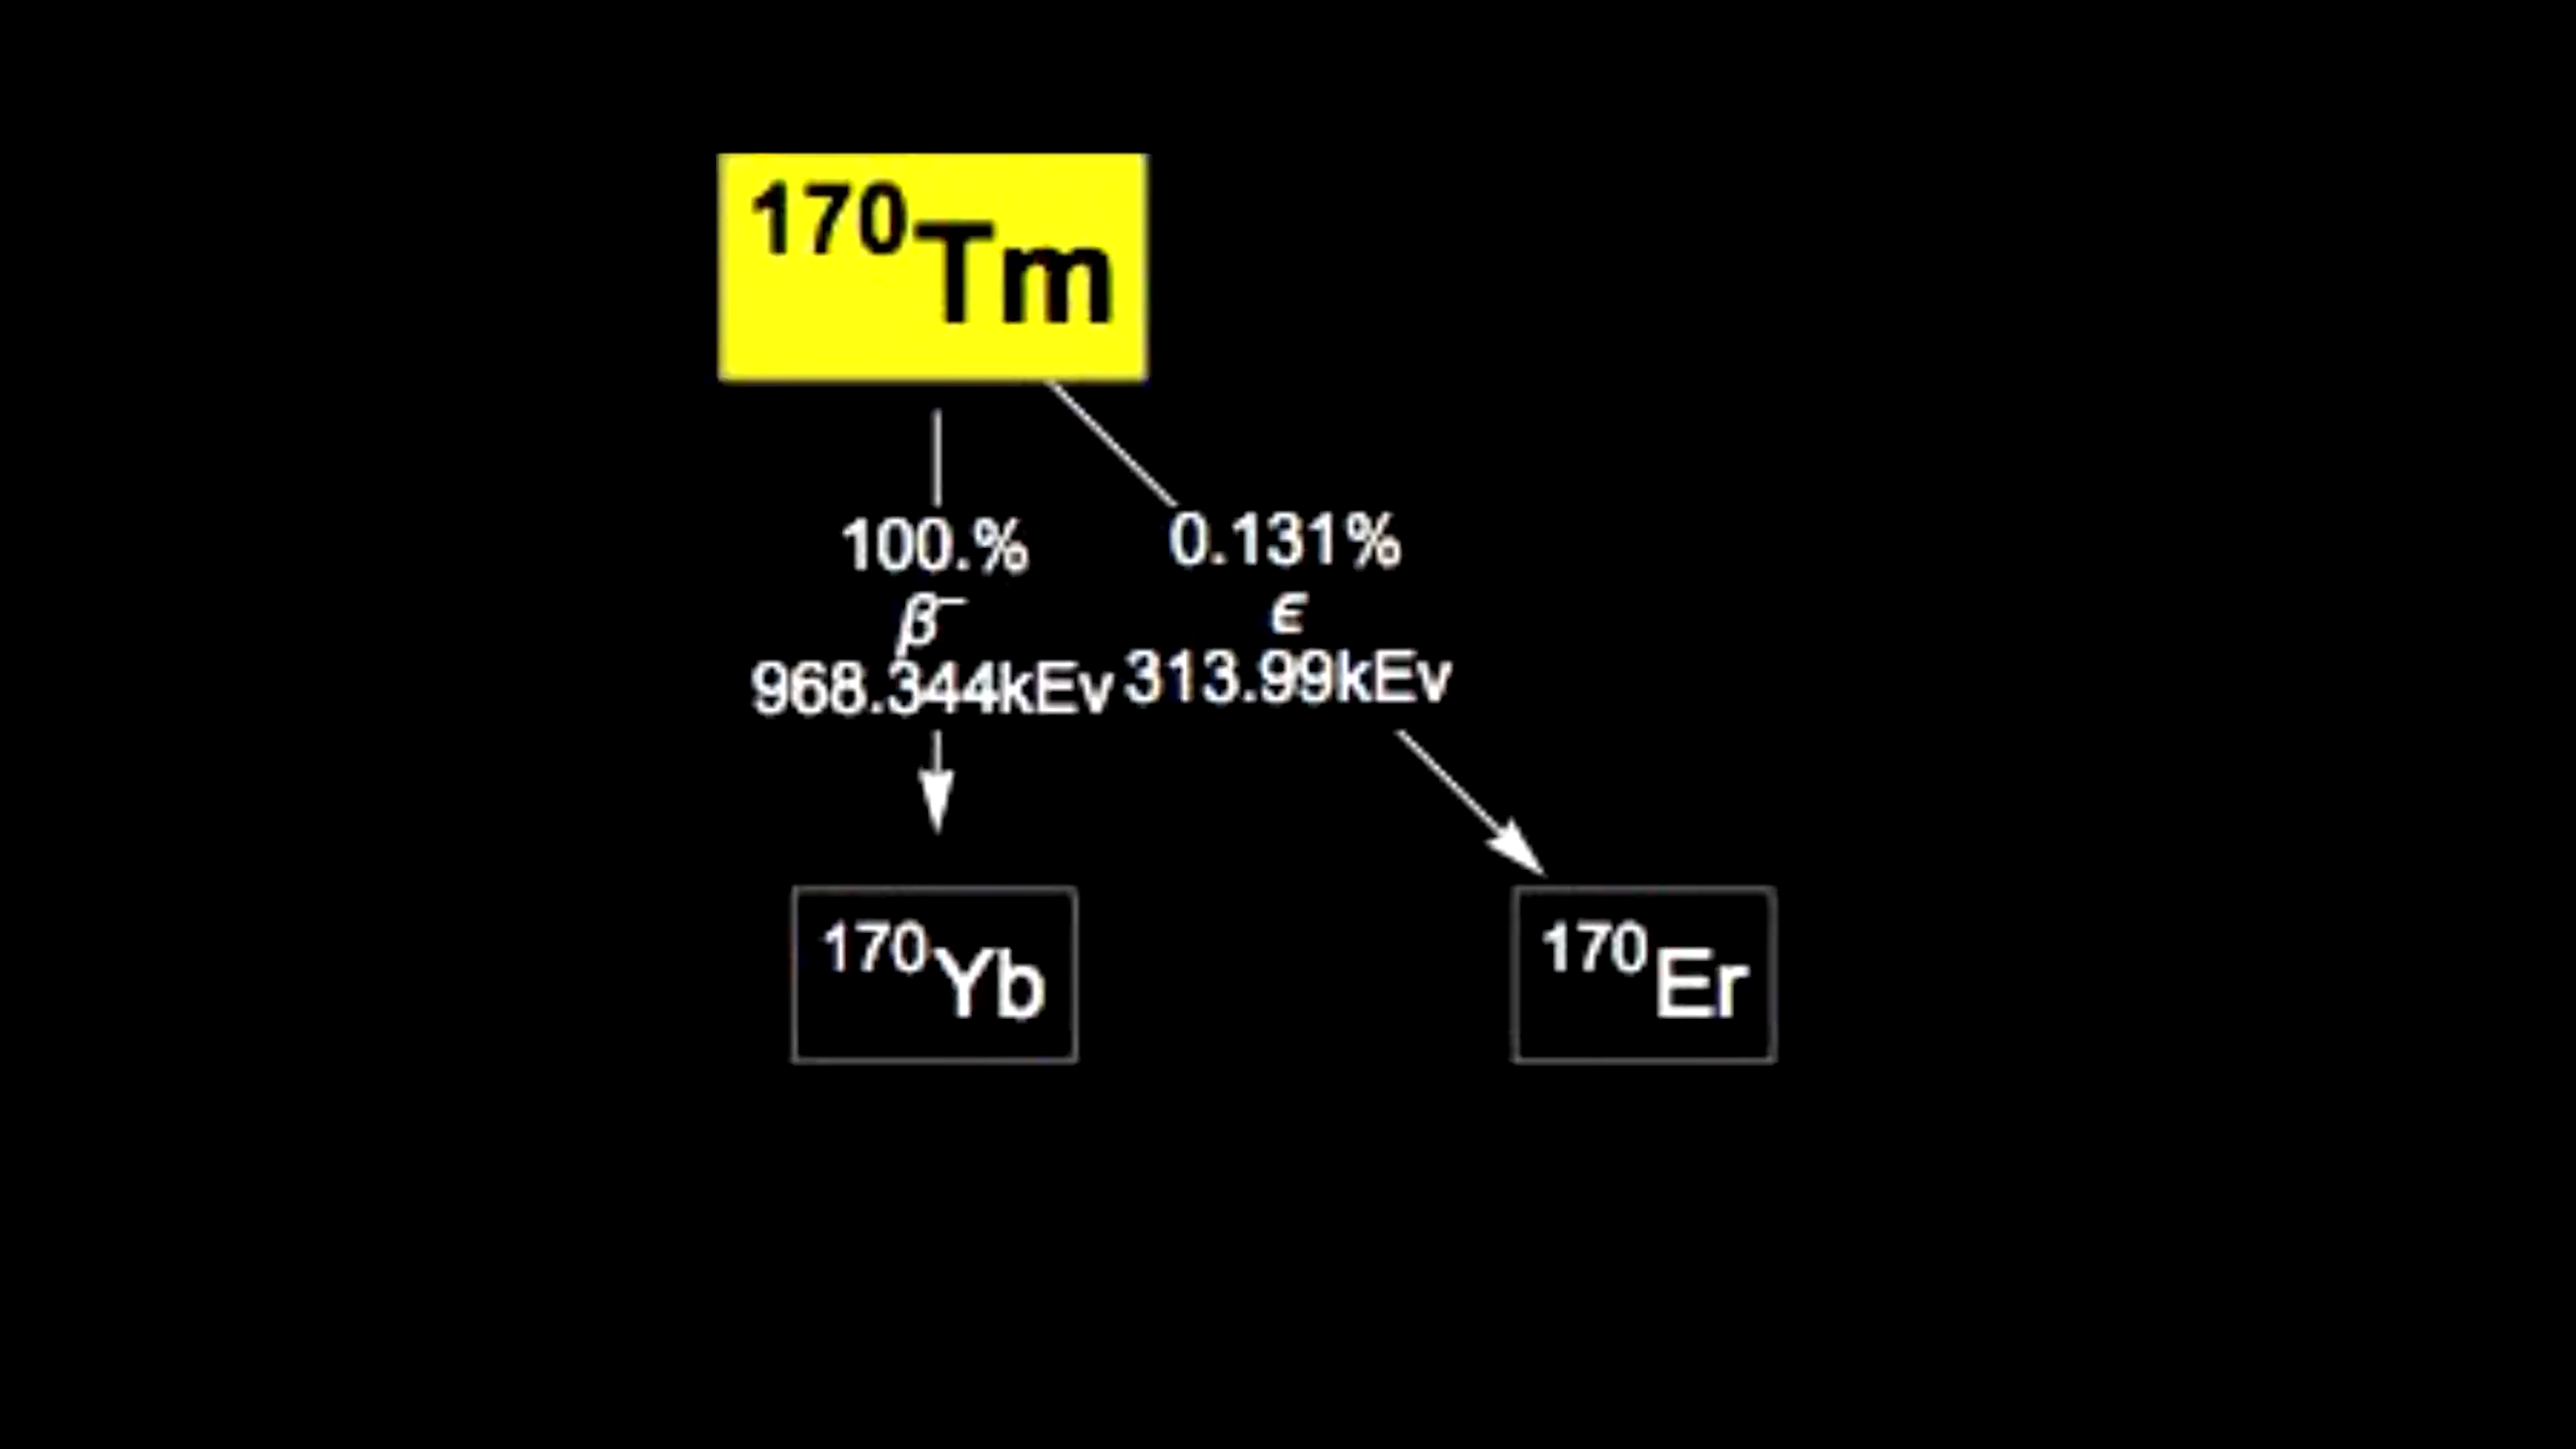 ¹⁷⁰Tm
100.%
β⁻
968.344kEv
0.131%
ϵ
313.99kEv
¹⁷⁰Yb
¹⁷⁰Er